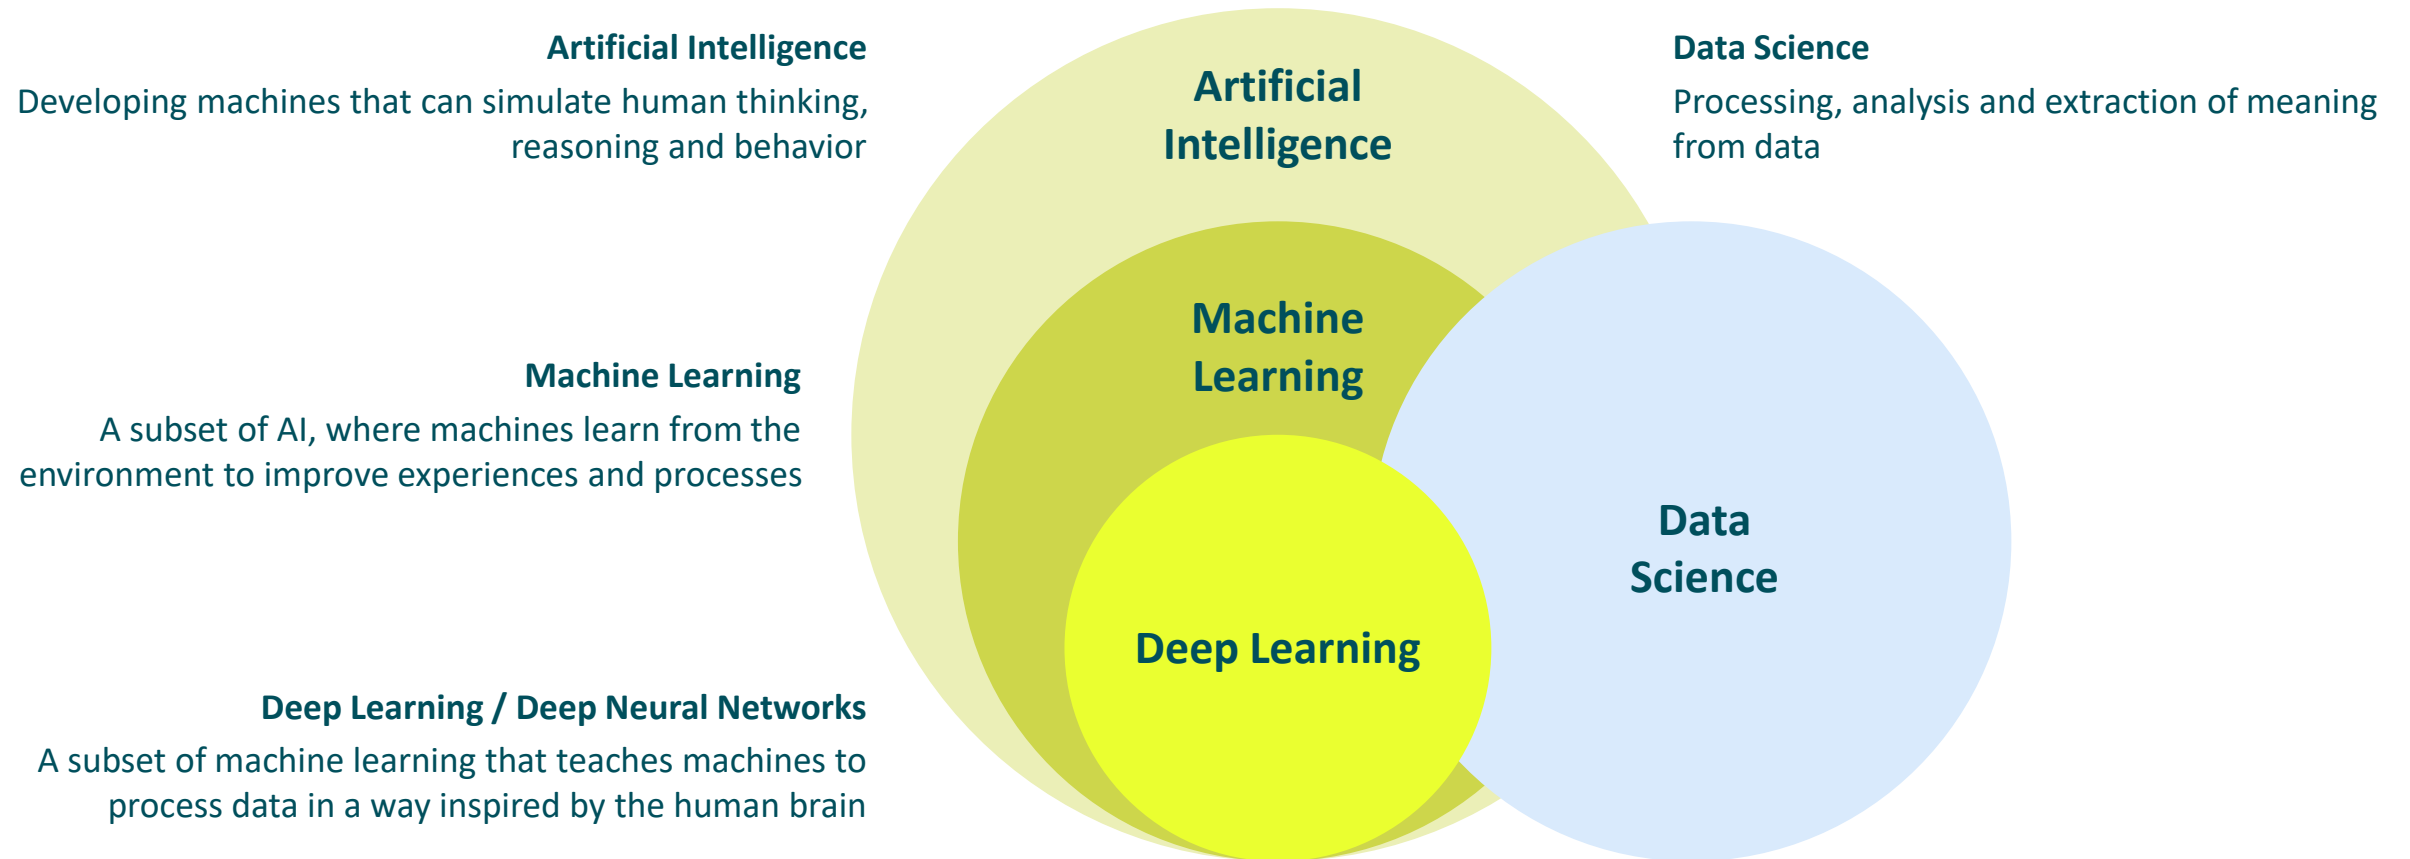 Artificial Intelligence
Developing machines that can simulate human thinking,
reasoning and behavior
Machine Learning
A subset of AI, where machines learn from the
environment to improve experiences and processes
Deep Learning / Deep Neural Networks
A subset of machine learning that teaches machines to
process data in a way inspired by the human brain
Artificial
Intelligence
Machine
Learning
Deep Learning
Data
Science
Data Science
Processing, analysis and extraction of meaning
from data